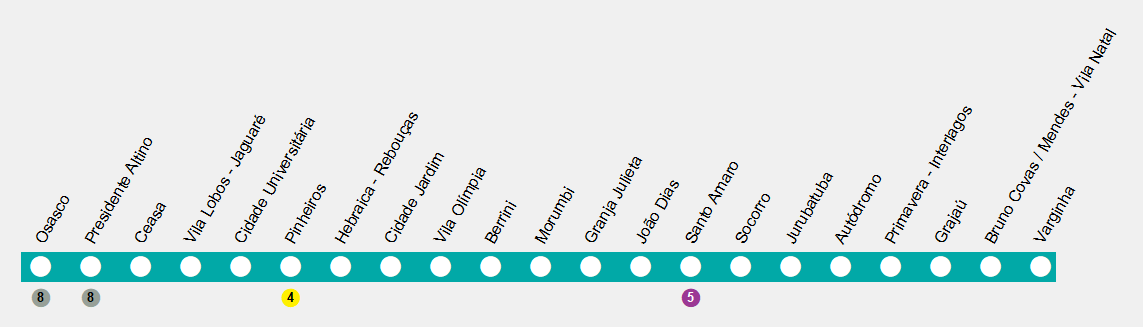 Osasco
Presidente Altino
Ceasa
Vila Lobos - Jaguaré
Cidade Universitária
Pinheiros
Hebraica - Rebouças
Cidade Jardim
Vila Olímpia
Berrini
Morumbi
Granja Julieta
João Dias
Santo Amaro
Socorro
Jurubatuba
Autódromo
Primavera - Interlagos
Grajaú
Bruno Covas / Mendes - Vila Natal
Varginha
8
8
4
5